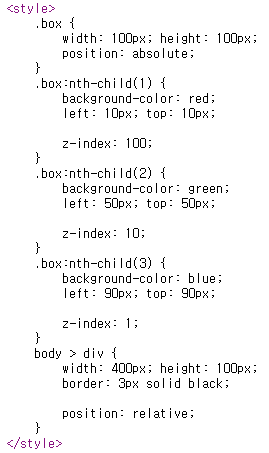 <style>
.box {
width: 100px; height: 100px;
position: absolute;
}
.box:nth-child(1) {
background-color: red;
left: 10px; top: 10px;
z-index: 100;
}
.box:nth-child(2) {
background-color: green;
left: 50px; top: 50px;
z-index: 10;
}
.box:nth-child(3) {
background-color: blue;
left: 90px; top: 90px;
z-index: 1;
}
body > div {
width: 400px; height: 100px;
border: 3px solid black;
position: relative;
}
</style>